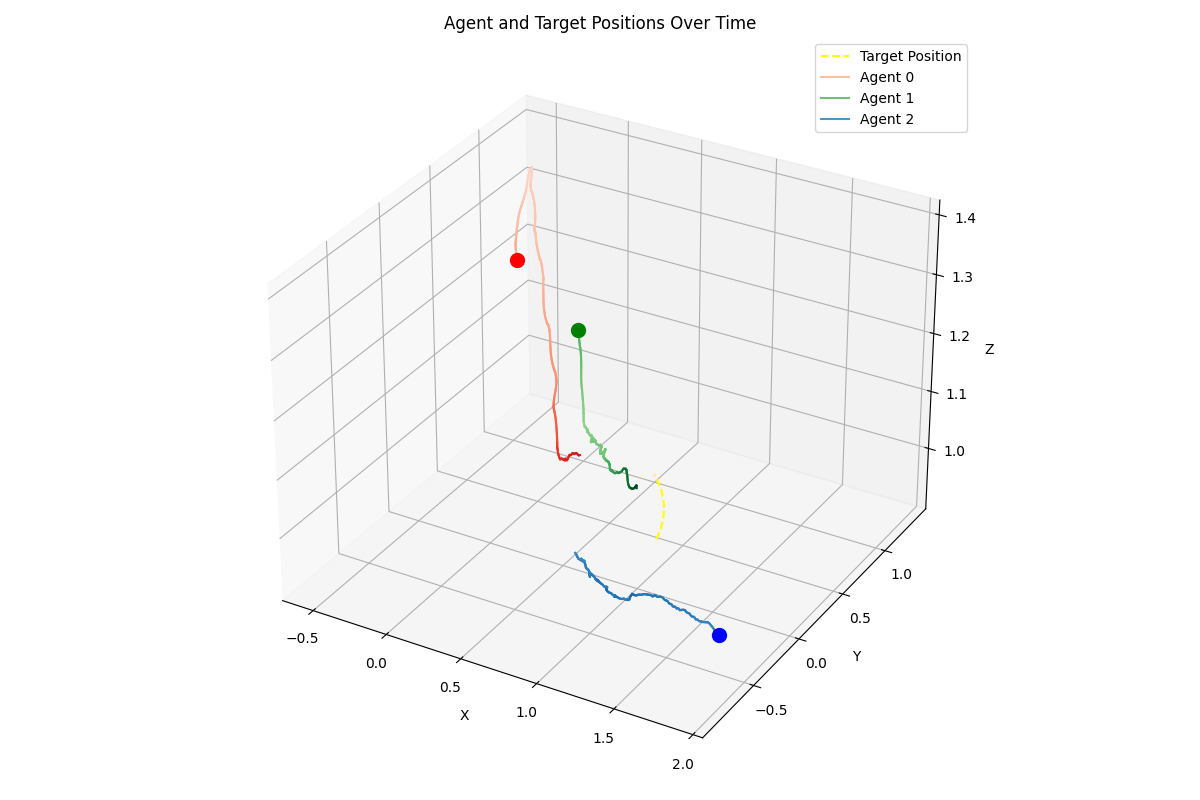 Agent and Target Positions Over Time
Target Position
Agent 0
Agent 1
Agent 2
1.4
1.3
1.2
Z
1.1
1.0
1.0
0.5
Y
0.0
−0.5
−0.5
0.0
0.5
X
1.0
1.5
2.0